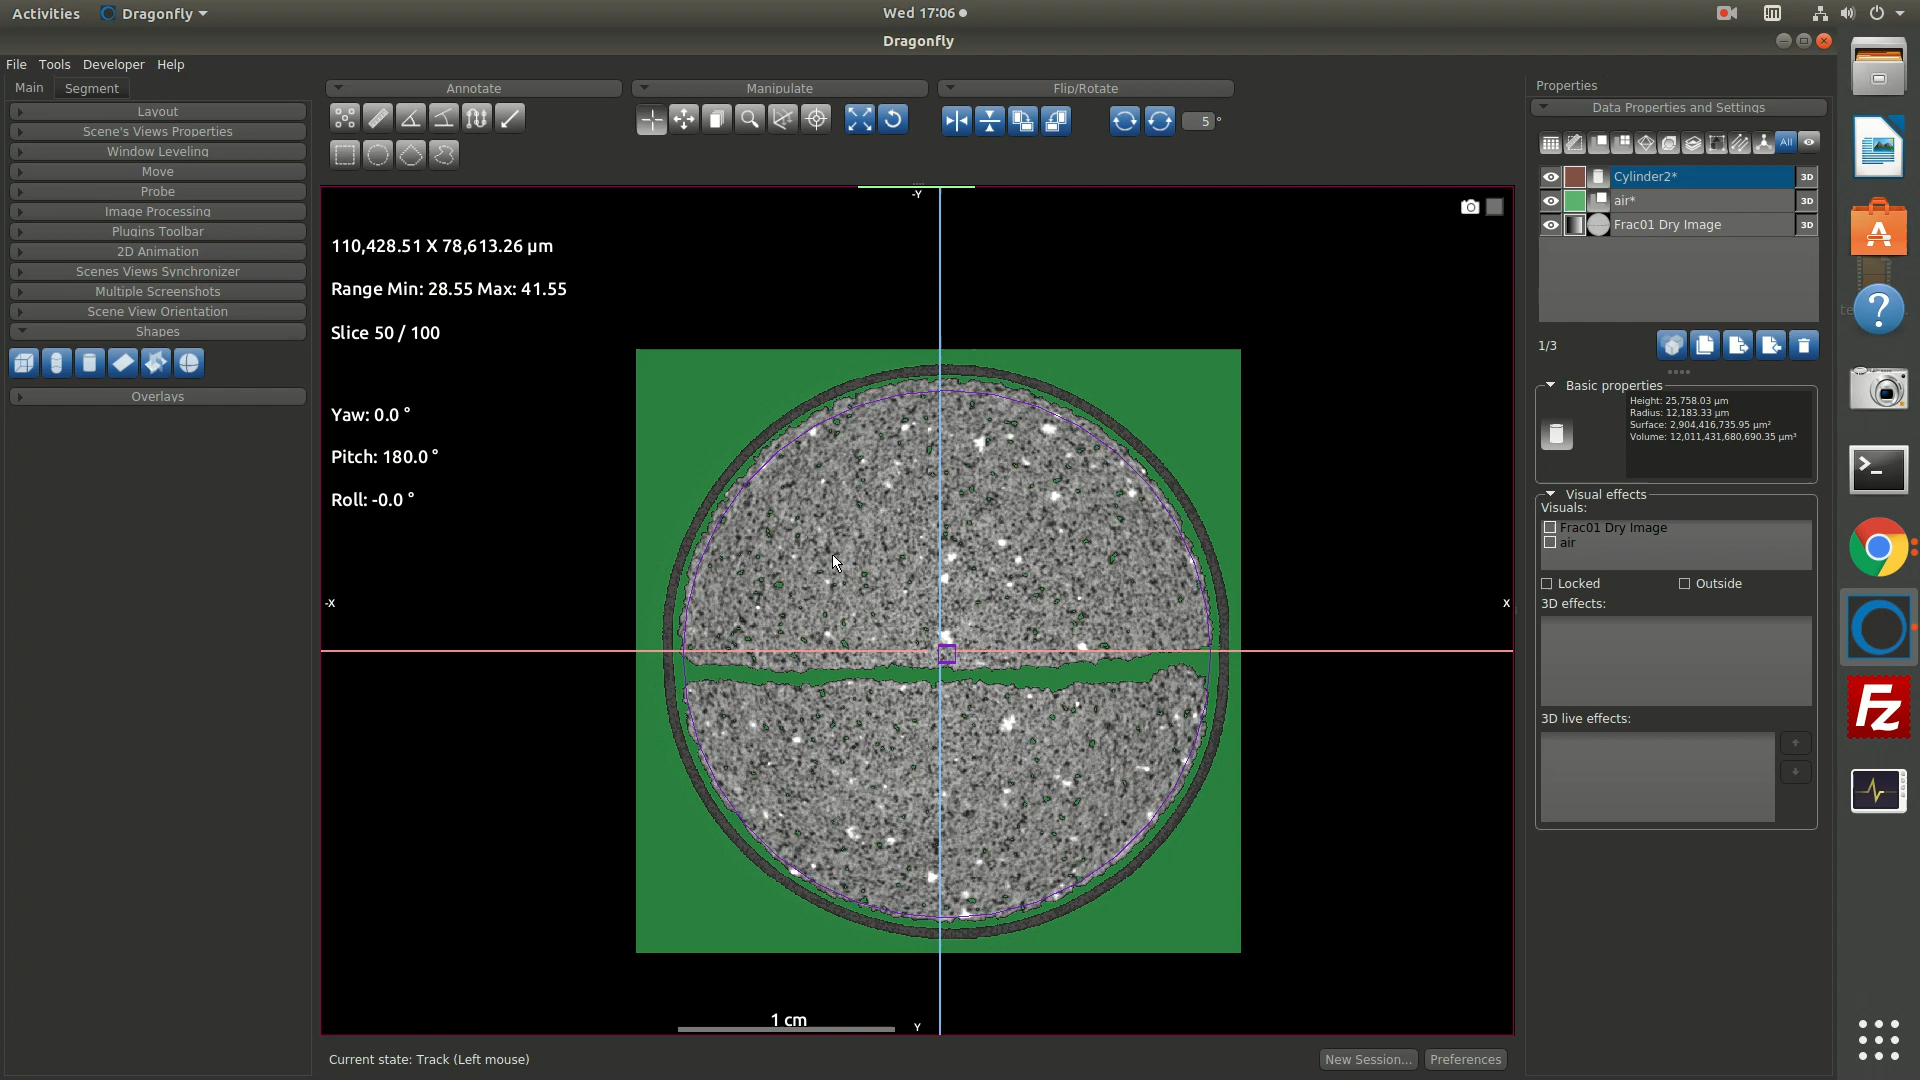 Activities Dragonfly Wed 17:06
Dragonfly
File Tools Developer Help
Main Segment
Layout
Scene's Views Properties
Window Leveling
Move
Probe
Image Processing
Plugins Toolbar
2D Animation
Scenes Views Synchronizer
Multiple Screenshots
Scene View Orientation
Shapes
Overlays
Annotate Manipulate Flip/Rotate
5 °
-Y
110,428.51 X 78,613.26 µm
Range Min: 28.55 Max: 41.55
Slice 50 / 100
Yaw: 0.0 °
Pitch: 180.0 °
Roll: -0.0 °
-X
X
1 cm
Y
Current state: Track (Left mouse)
New Session... Preferences
Properties
Data Properties and Settings
All
Cylinder2* 3D
air* 3D
Frac01 Dry Image 3D
1/3
Basic properties
Height: 25,758.03 µm
Radius: 12,183.33 µm
Surface: 2,904,416,735.95 µm²
Volume: 12,011,431,680,690.35 µm³
Visual effects
Visuals:
Frac01 Dry Image
air
Locked Outside
3D effects:
3D live effects:
Fz